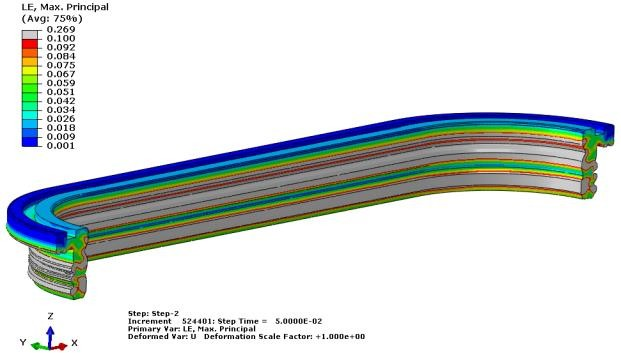 LE, Max. Principal
(Avg: 75%)
0.269
0.100
0.092
0.084
0.075
0.067
0.059
0.051
0.042
0.034
0.026
0.018
0.009
0.001
Z
Y X
Step: Step-2
Increment 524401: Step Time = 5.0000E-02
Primary Var: LE, Max. Principal
Deformed Var: U Deformation Scale Factor: +1.000e+00